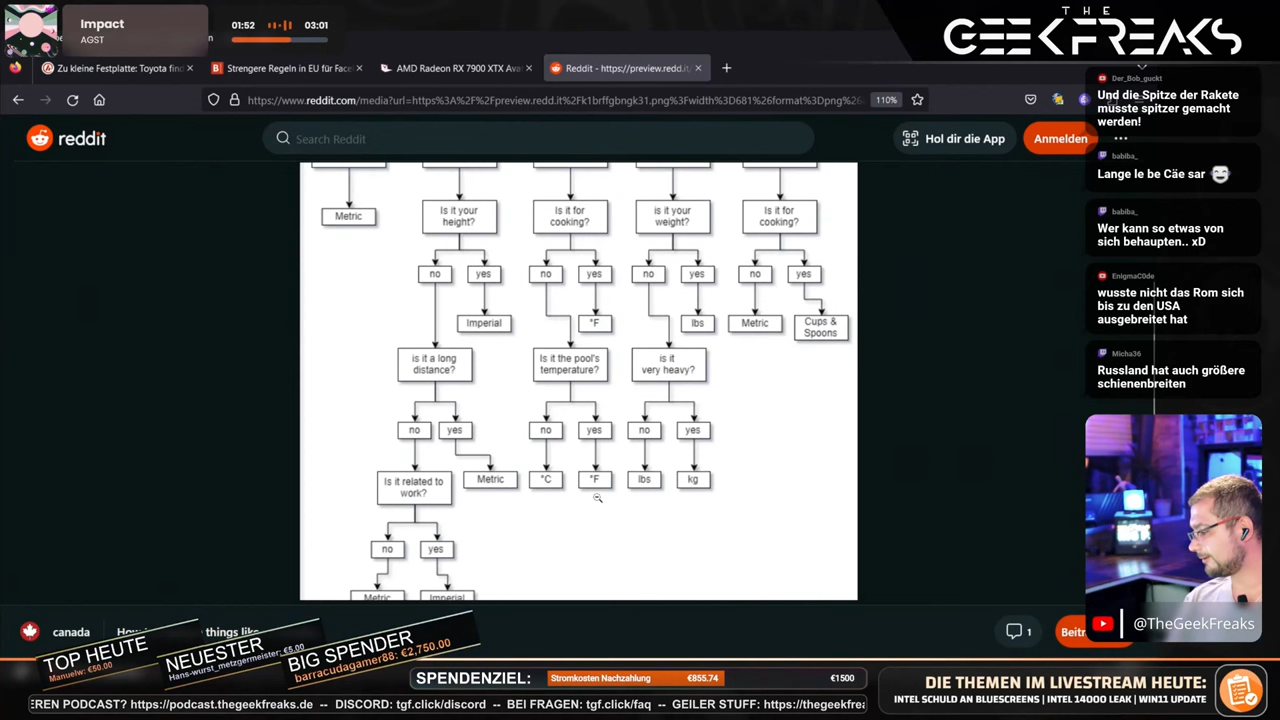 Impact
AGST
01:52
03:01
THE
GEEKFREAKS
Zu kleine Festplatte: Toyota fin
Strengere Regeln in EU für Face
AMD Radeon RX 7900 XTX Ava
Reddit - https://preview.redd.it/
https://www.reddit.com/media?url=https%3A%2F%2Fpreview.redd.it%2Fk1brffgbngk31.png%3Fwidth%3D681%26format%3Dpng%26
110%
reddit
Search Reddit
Hol dir die App
Anmelden
Metric
Is it your
height?
Is it for
cooking?
is it your
weight?
Is it for
cooking?
no
yes
no
yes
no
yes
no
yes
Imperial
°F
lbs
Metric
Cups &
Spoons
is it a long
distance?
Is it the pool's
temperature?
is it
very heavy?
no
yes
no
yes
no
yes
Is it related to
work?
Metric
°C
°F
lbs
kg
no
yes
Metric
Imperial
canada
things like
1
Der_Bob_guckt
Und die Spitze der Rakete
müsste spitzer gemacht
werden!
babiba_
Lange le be Cäe sar
babiba_
Wer kann so etwas von
sich behaupten.. xD
EnigmaC0de
wusste nicht das Rom sich
bis zu den USA
ausgebreitet hat
Micha36
Russland hat auch größere
schienenbreiten
@TheGeekFreaks
TOP HEUTE
Manuelw: €50.00
NEUESTER
Hans-wurst_metzgermeister: €5.00
BIG SPENDER
barracudagamer88: €2,750.00
SPENDENZIEL:
Stromkosten Nachzahlung
€855.74
€1500
DIE THEMEN IM LIVESTREAM HEUTE:
INTEL SCHULD AN BLUESCREENS | INTEL 14000 LEAK | WIN11 UPDATE
EREN PODCAST? https://podcast.thegeekfreaks.de -- DISCORD: tgf.click/discord -- BEI FRAGEN: tgf.click/faq -- GEILER STUFF: https://thegeekfrea